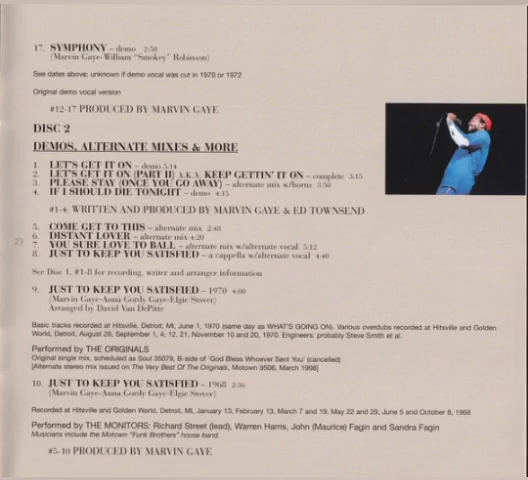 17. SYMPHONY – demo 2:50
(Marvin Gaye-William "Smokey" Robinson)
See dates above; unknown if demo vocal was cut in 1970 or 1972
Original demo vocal version
#12-17 PRODUCED BY MARVIN GAYE
DISC 2
DEMOS, ALTERNATE MIXES & MORE
1. LET'S GET IT ON – demo 5:14
2. LET'S GET IT ON (PART II) A.K.A. KEEP GETTIN' IT ON – complete 3:15
3. PLEASE STAY (ONCE YOU GO AWAY) – alternate mix w/horns 3:50
4. IF I SHOULD DIE TONIGHT – demo 4:15
#1-4 WRITTEN AND PRODUCED BY MARVIN GAYE & ED TOWNSEND
5. COME GET TO THIS – alternate mix 2:48
6. DISTANT LOVER – alternate mix 4:20
7. YOU SURE LOVE TO BALL – alternate mix w/alternate vocal 5:12
23
8. JUST TO KEEP YOU SATISFIED – a cappella w/alternate vocal 4:40
See Disc 1, #1-8 for recording, writer and arranger information
9. JUST TO KEEP YOU SATISFIED – 1970 4:00
(Marvin Gaye-Anna Gordy Gaye-Elgie Stover)
Arranged by David Van DePitte
Basic tracks recorded at Hitsville, Detroit, MI, June 1, 1970 (same day as WHAT'S GOING ON). Various overdubs recorded at Hitsville and Golden
World, Detroit, August 28, September 1, 4, 12, 21, November 10 and 20, 1970. Engineers: probably Steve Smith et al.
Performed by THE ORIGINALS
Original single mix, scheduled as Soul 35079, B-side of 'God Bless Whoever Sent You' (cancelled)
[Alternate stereo mix issued on The Very Best Of The Originals, Motown 9506, March 1998]
10. JUST TO KEEP YOU SATISFIED – 1968 2:56
(Marvin Gaye-Anna Gordy Gaye-Elgie Stover)
Recorded at Hitsville and Golden World, Detroit, MI, January 13, February 13, March 7 and 19, May 22 and 29, June 5 and October 8, 1968
Performed by THE MONITORS: Richard Street (lead), Warren Harris, John (Maurice) Fagin and Sandra Fagin
Musicians include the Motown "Funk Brothers" house band.
#5-10 PRODUCED BY MARVIN GAYE